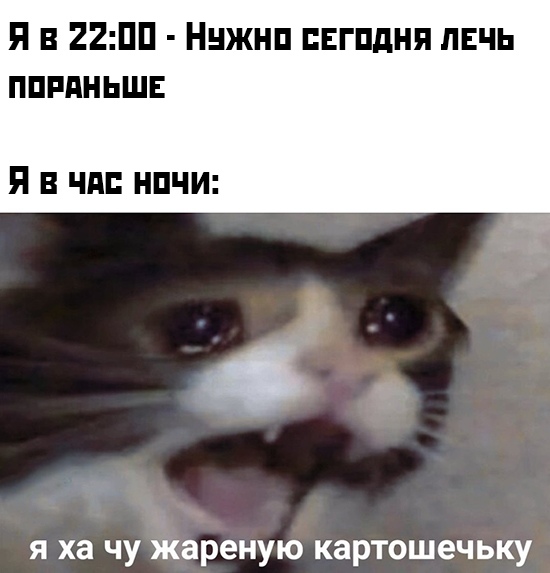 Я в 22:00 - Нужно сегодня лечь
пораньше
Я в час ночи:
я ха чу жареную картошечьку